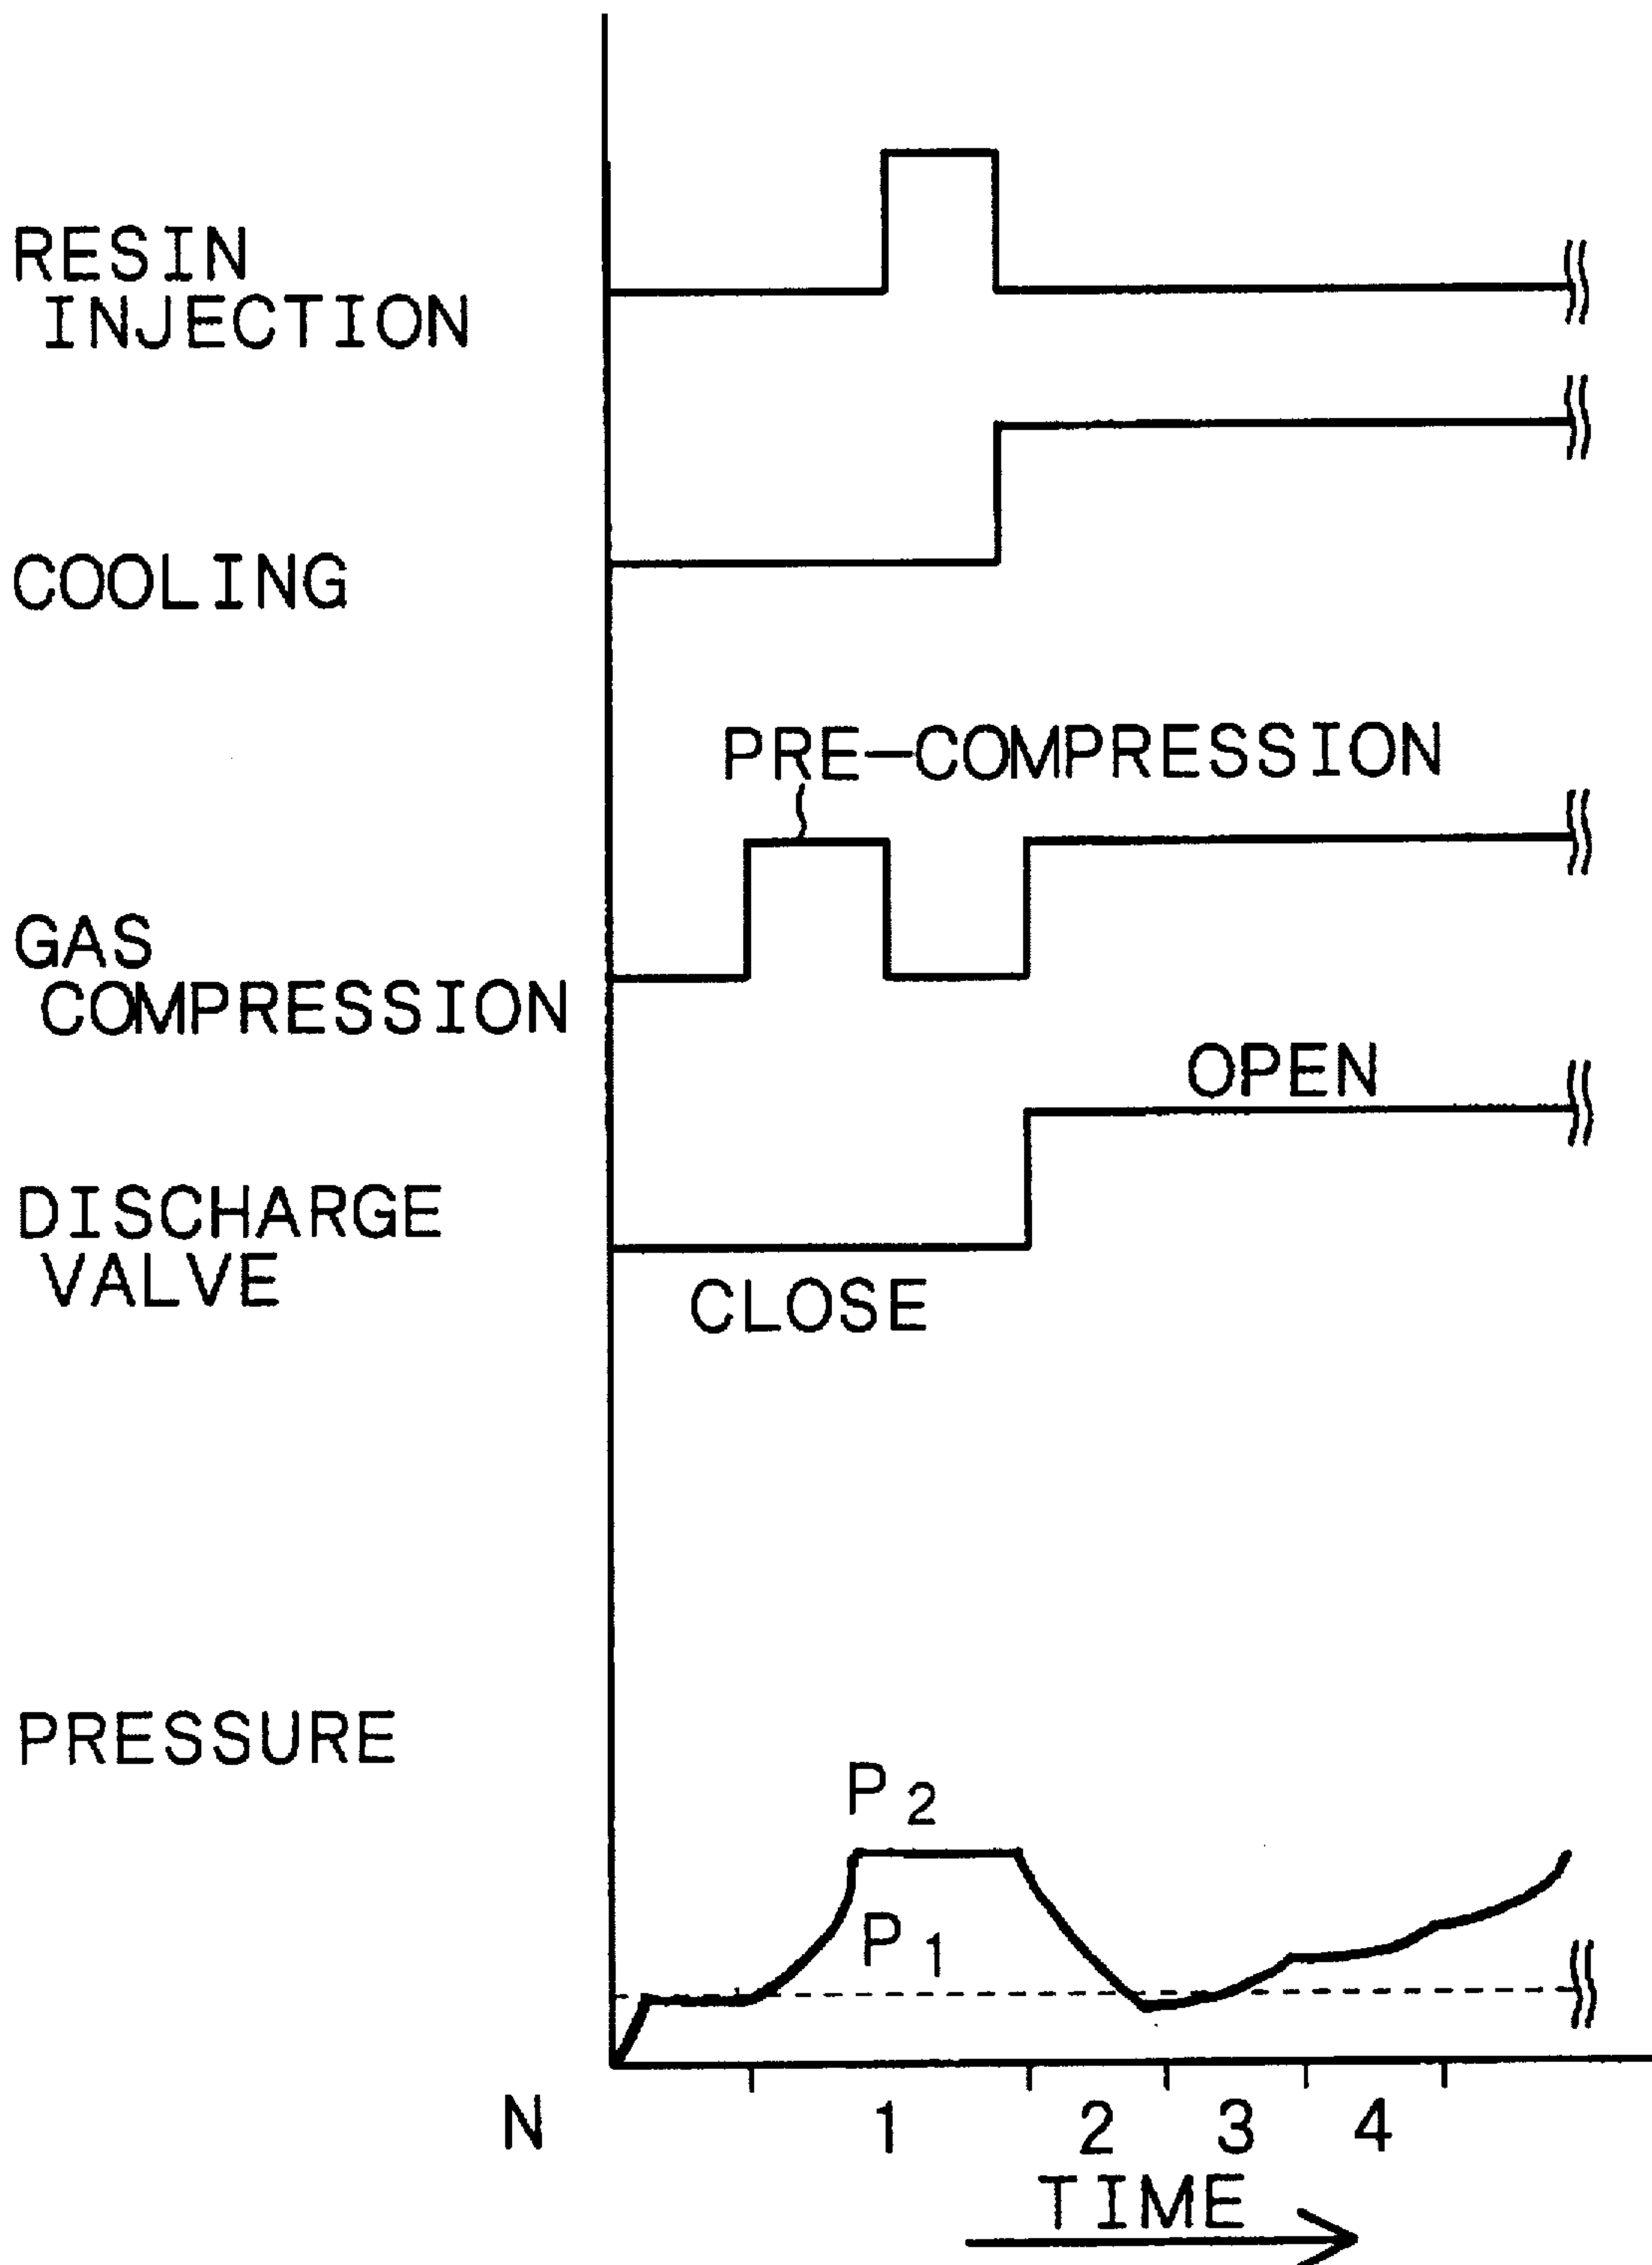 RESIN
INJECTION
COOLING
PRE-COMPRESSION
GAS
COMPRESSION
OPEN
DISCHARGE
VALVE
CLOSE
PRESSURE
P2
P1
N 1 2 3 4
TIME